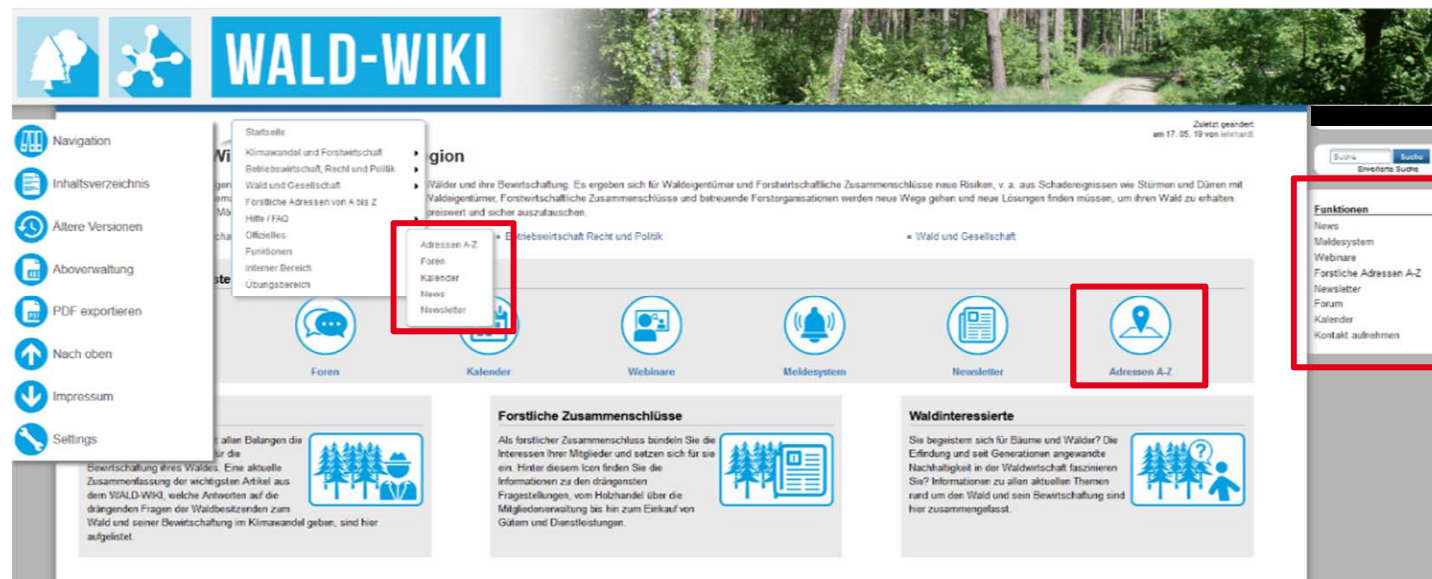 WALD-WIKI
Navigation
Inhaltsverzeichnis
Ältere Versionen
Aboverwaltung
PDF exportieren
Nach oben
Impressum
Settings
Startseite
Klimawandel und Forstwirtschaft
Betriebswirtschaft, Recht und Politik
Wald und Gesellschaft
Forstliche Adressen von A bis Z
Hilfe / FAQ
Offizielles
Funktionen
Interner Bereich
Übungsbereich
Adressen A-Z
Foren
Kalender
News
Newsletter
Zuletzt geändert
am 17. 05. 19 von
gion
Wälder und ihre Bewirtschaftung. Es ergeben sich für Waldeigentümer und Forstwirtschaftliche Zusammenschlüsse neue Risiken, v. a. aus Schadereignissen wie Stürmen und Dürren mit
Waldeigentümer, Forstwirtschaftliche Zusammenschlüsse und betreuende Forstorganisationen werden neue Wege gehen und neue Lösungen finden müssen, um ihren Wald zu erhalten.
preiswert und sicher auszutauschen.
Betriebswirtschaft Recht und Politik
Wald und Gesellschaft
Foren
Kalender
Webinare
Meldesystem
Newsletter
Adressen A-Z
t allen Belangen die
ür die
Bewirtschaftung ihres Waldes. Eine aktuelle
Zusammenfassung der wichtigsten Artikel aus
dem WALD-WIKI, welche Antworten auf die
drängenden Fragen der Waldbesitzenden zum
Wald und seiner Bewirtschaftung im Klimawandel geben, sind hier
aufgelistet.
Forstliche Zusammenschlüsse
Als forstlicher Zusammenschluss bündeln Sie die
Interessen Ihrer Mitglieder und setzen sich für sie
ein. Hinter diesem Icon finden Sie die
Informationen zu den drängensten
Fragestellungen, vom Holzhandel über die
Mitgliederverwaltung bis hin zum Einkauf von
Gütern und Dienstleistungen.
Waldinteressierte
Sie begeistern sich für Bäume und Wälder? Die
Erfindung und seit Generationen angewandte
Nachhaltigkeit in der Waldwirtschaft faszinieren
Sie? Informationen zu allen aktuellen Themen
rund um den Wald und sein Bewirtschaftung sind
hier zusammengefasst.
Suche Suche
Erweiterte Suche
Funktionen
News
Meldesystem
Webinare
Forstliche Adressen A-Z
Newsletter
Forum
Kalender
Kontakt aufnehmen